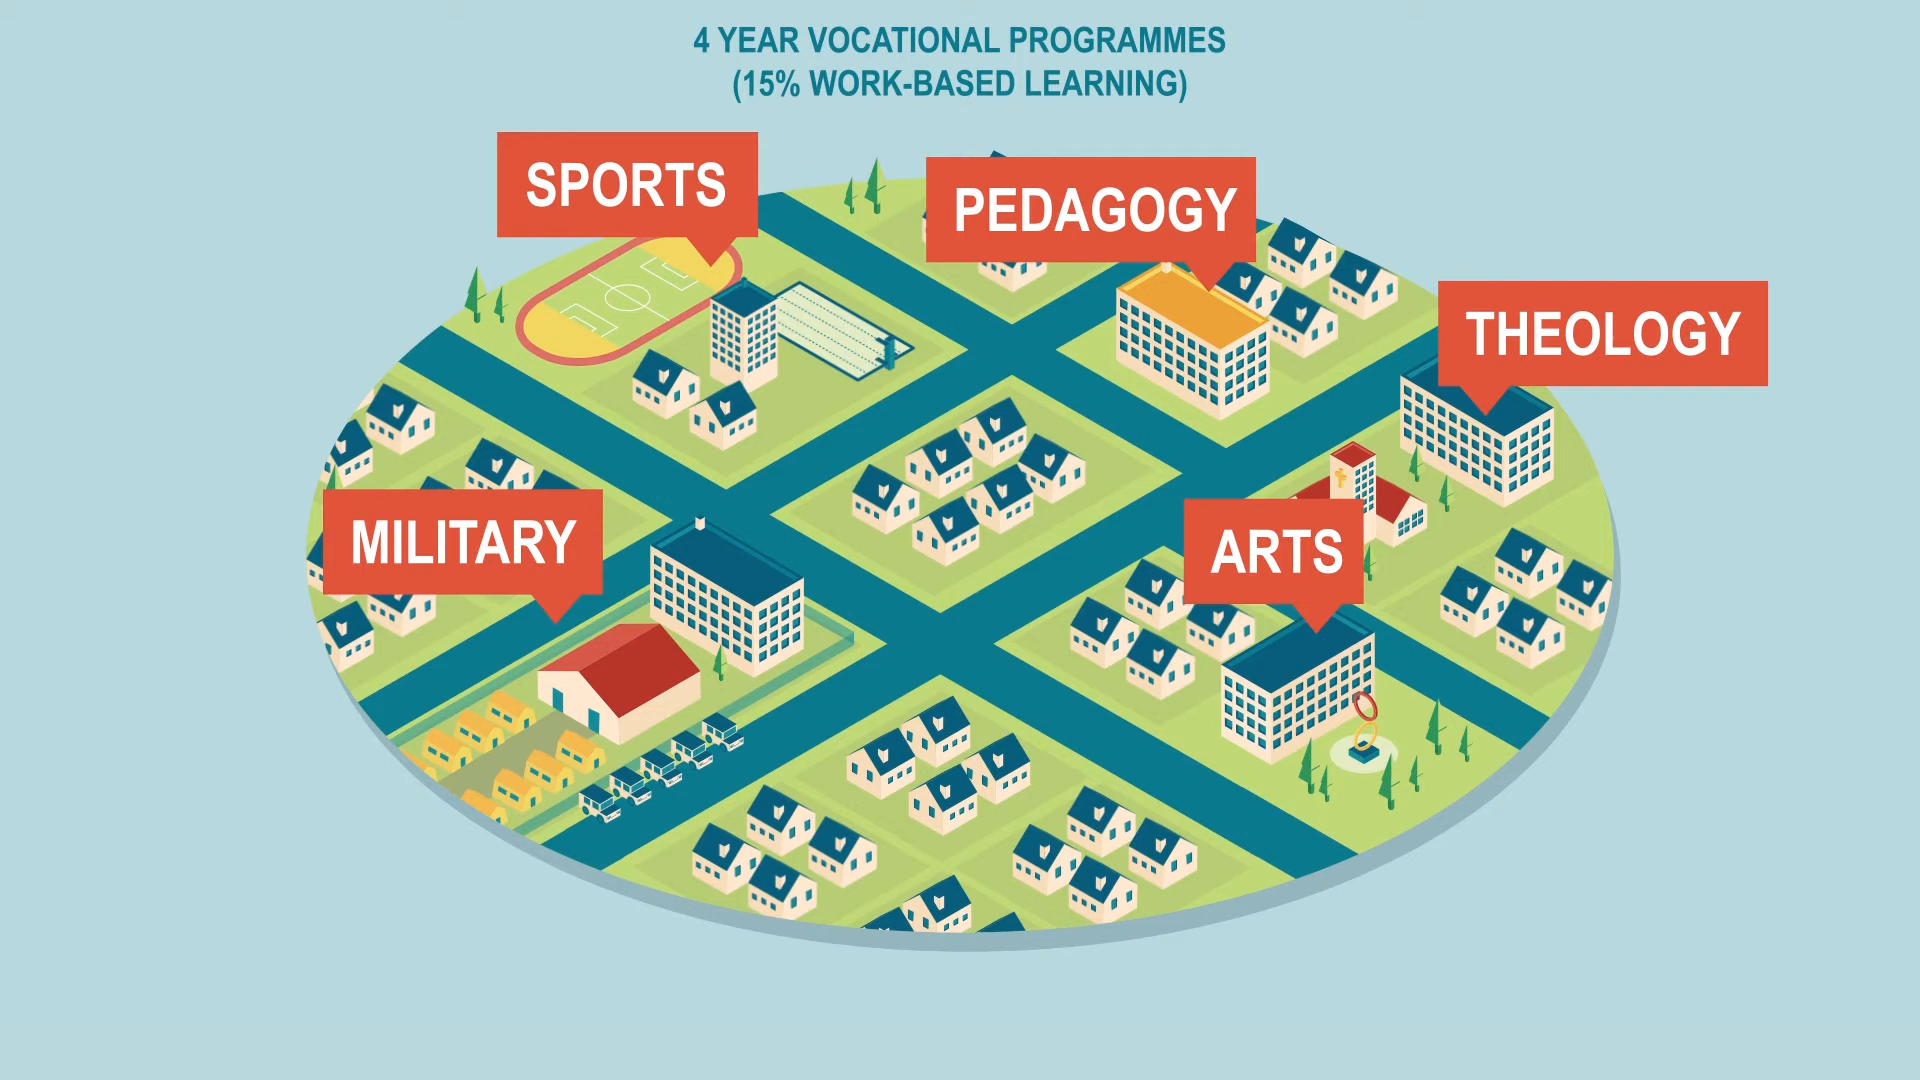 4 YEAR VOCATIONAL PROGRAMMES
(15% WORK-BASED LEARNING)
SPORTS
PEDAGOGY
THEOLOGY
MILITARY
ARTS